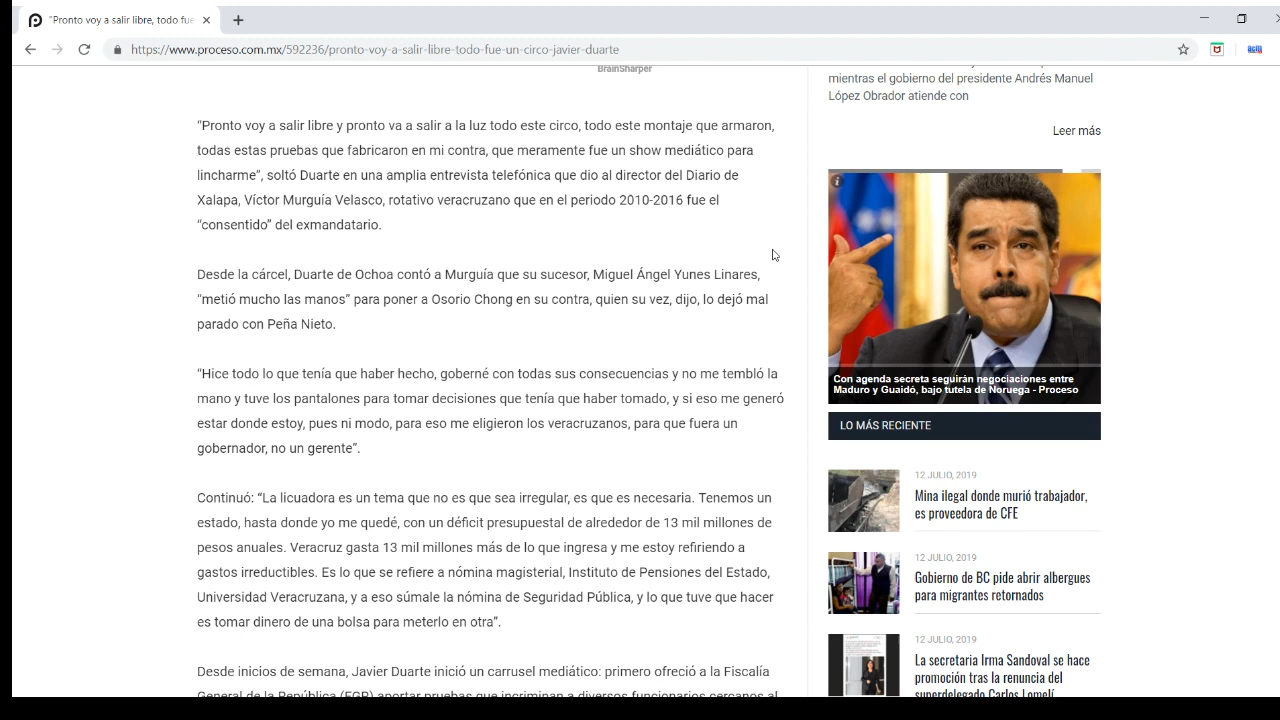 "Pronto voy a salir libre, todo fue
https://www.proceso.com.mx/592236/pronto-voy-a-salir-libre-todo-fue-un-circo-javier-duarte
BrainSharper
“Pronto voy a salir libre y pronto va a salir a la luz todo este circo, todo este montaje que armaron,
todas estas pruebas que fabricaron en mi contra, que meramente fue un show mediático para
lincharme”, soltó Duarte en una amplia entrevista telefónica que dio al director del Diario de
Xalapa, Víctor Murguía Velasco, rotativo veracruzano que en el periodo 2010-2016 fue el
“consentido” del exmandatario.
Desde la cárcel, Duarte de Ochoa contó a Murguía que su sucesor, Miguel Ángel Yunes Linares,
“metió mucho las manos” para poner a Osorio Chong en su contra, quien su vez, dijo, lo dejó mal
parado con Peña Nieto.
“Hice todo lo que tenía que haber hecho, goberné con todas sus consecuencias y no me tembló la
mano y tuve los pantalones para tomar decisiones que tenía que haber tomado, y si eso me generó
estar donde estoy, pues ni modo, para eso me eligieron los veracruzanos, para que fuera un
gobernador, no un gerente”.
Continuó: “La licuadora es un tema que no es que sea irregular, es que es necesaria. Tenemos un
estado, hasta donde yo me quedé, con un déficit presupuestal de alrededor de 13 mil millones de
pesos anuales. Veracruz gasta 13 mil millones más de lo que ingresa y me estoy refiriendo a
gastos irreductibles. Es lo que se refiere a nómina magisterial, Instituto de Pensiones del Estado,
Universidad Veracruzana, y a eso súmale la nómina de Seguridad Pública, y lo que tuve que hacer
es tomar dinero de una bolsa para meterlo en otra”.
Desde inicios de semana, Javier Duarte inició un carrusel mediático: primero ofreció a la Fiscalía
General de la República (FGR) aportar pruebas que incriminan a diversos funcionarios cercanos al
mientras el gobierno del presidente Andrés Manuel
López Obrador atiende con
Leer más
Con agenda secreta seguirán negociaciones entre
Maduro y Guaidó, bajo tutela de Noruega - Proceso
LO MÁS RECIENTE
12 JULIO, 2019
Mina ilegal donde murió trabajador,
es proveedora de CFE
12 JULIO, 2019
Gobierno de BC pide abrir albergues
para migrantes retornados
12 JULIO, 2019
La secretaria Irma Sandoval se hace
promoción tras la renuncia del
superdelegado Carlos Lomelí